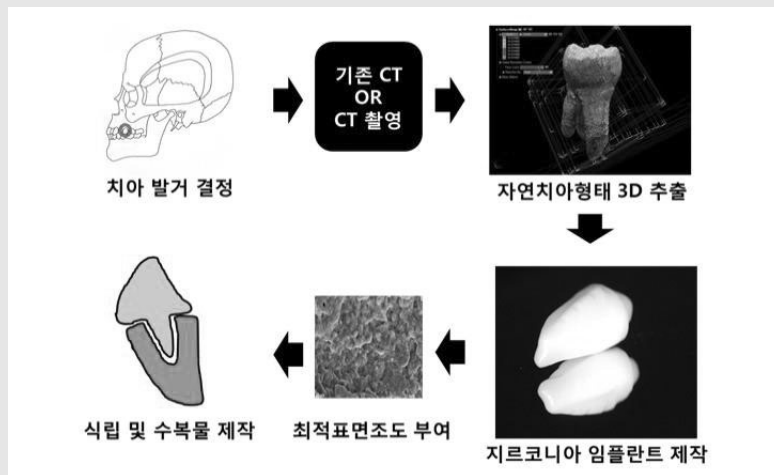 기존 CT
OR
CT 촬영
치아 발거 결정
자연치아형태 3D 추출
지르코니아 임플란트 제작
최적표면조도 부여
식립 및 수복물 제작